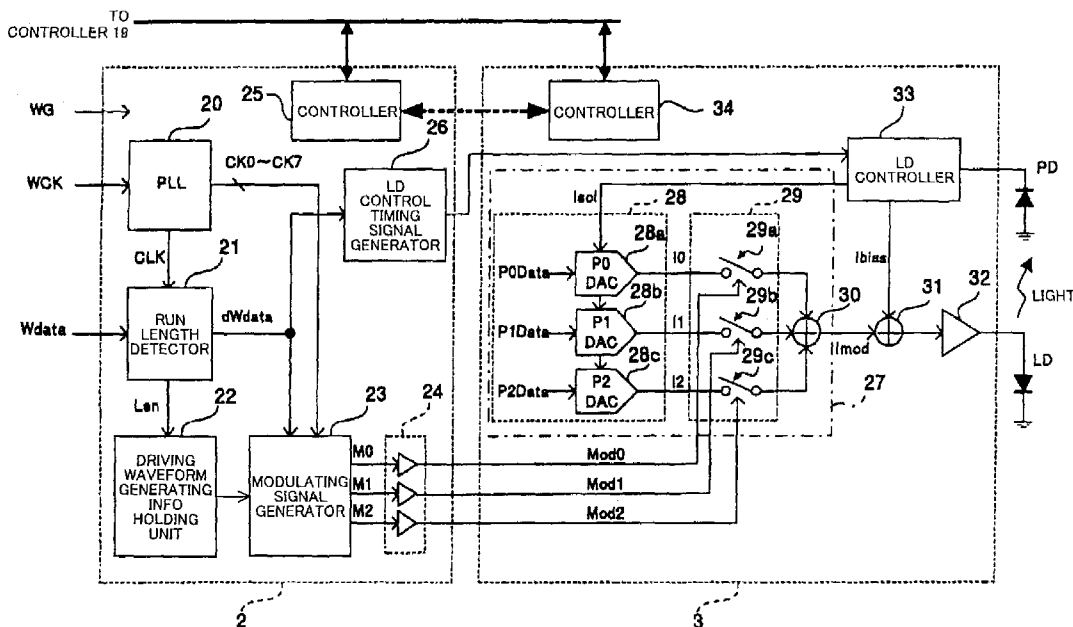 TO
CONTROLLER 19
WG
WCK
Wdata
25
CONTROLLER
26
20
PLL
CK0~CK7
LD
CONTROL
TIMING
SIGNAL
GENERATOR
CLK
21
RUN
LENGTH
DETECTOR
dWdata
Len
22
DRIVING
WAVEFORM
GENERATING
INFO
HOLDING
UNIT
23
MODULATING
SIGNAL
GENERATOR
M0
M1
M2
24
2
CONTROLLER
34
33
LD
CONTROLLER
PD
Iscl
28
29
28a
29a
P0Data
P0
DAC
I0
28b
29b
P1Data
P1
DAC
I1
28c
29c
P2Data
P2
DAC
I2
30
Ibias
31
32
Imod
27
LIGHT
LD
Mod0
Mod1
Mod2
3